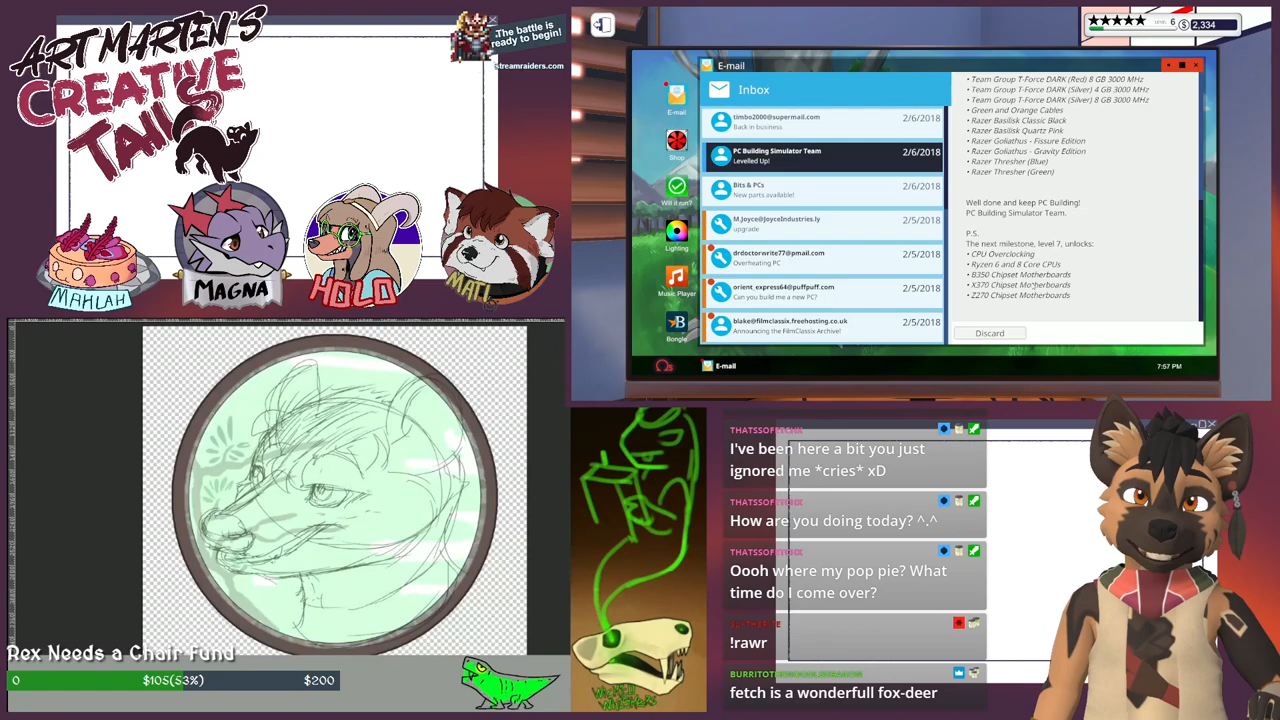 ART MARTEN'S
CREATIVE
TAILS
The battle is
ready to begin!
streamraiders.com
MAHLAH
MAGNA
HOLO
MATI
LEVEL 6
$ 2,334
E-mail
Inbox
timbo2000@supermail.com 2/6/2018
Back in business
PC Building Simulator Team 2/6/2018
Levelled Up!
Bits & PCs 2/6/2018
New parts available!
M.Joyce@JoyceIndustries.ly 2/5/2018
upgrade
drdoctorwite77@pmail.com 2/5/2018
Overheating PC
orient_express64@puffpuff.com 2/5/2018
Can you build me a new PC?
blake@filmclassix.freehosting.co.uk 2/5/2018
Announcing the FilmClassix Archive!
E-mail
Shop
Will it run?
Lighting
Music Player
Bongle
• Team Group T-Force DARK (Red) 8 GB 3000 MHz
• Team Group T-Force DARK (Silver) 4 GB 3000 MHz
• Team Group T-Force DARK (Silver) 8 GB 3000 MHz
• Green and Orange Cables
• Razer Basilisk Classic Black
• Razer Basilisk Quartz Pink
• Razer Goliathus - Fissure Edition
• Razer Goliathus - Gravity Edition
• Razer Thresher (Blue)
• Razer Thresher (Green)
Well done and keep PC Building!
PC Building Simulator Team.
P.S.
The next milestone, level 7, unlocks:
• CPU Overclocking
• Ryzen 6 and 8 Core CPUs
• B350 Chipset Motherboards
• X370 Chipset Motherboards
• Z270 Chipset Motherboards
Discard
E-mail
7:57 PM
I've been here a bit you just
ignored me *cries* xD
How are you doing today? ^.^
Oooh where my pop pie? What
time do I come over?
!rawr
fetch is a wonderfull fox-deer
Rex Needs a Chair Fund
0 $105(53%) $200